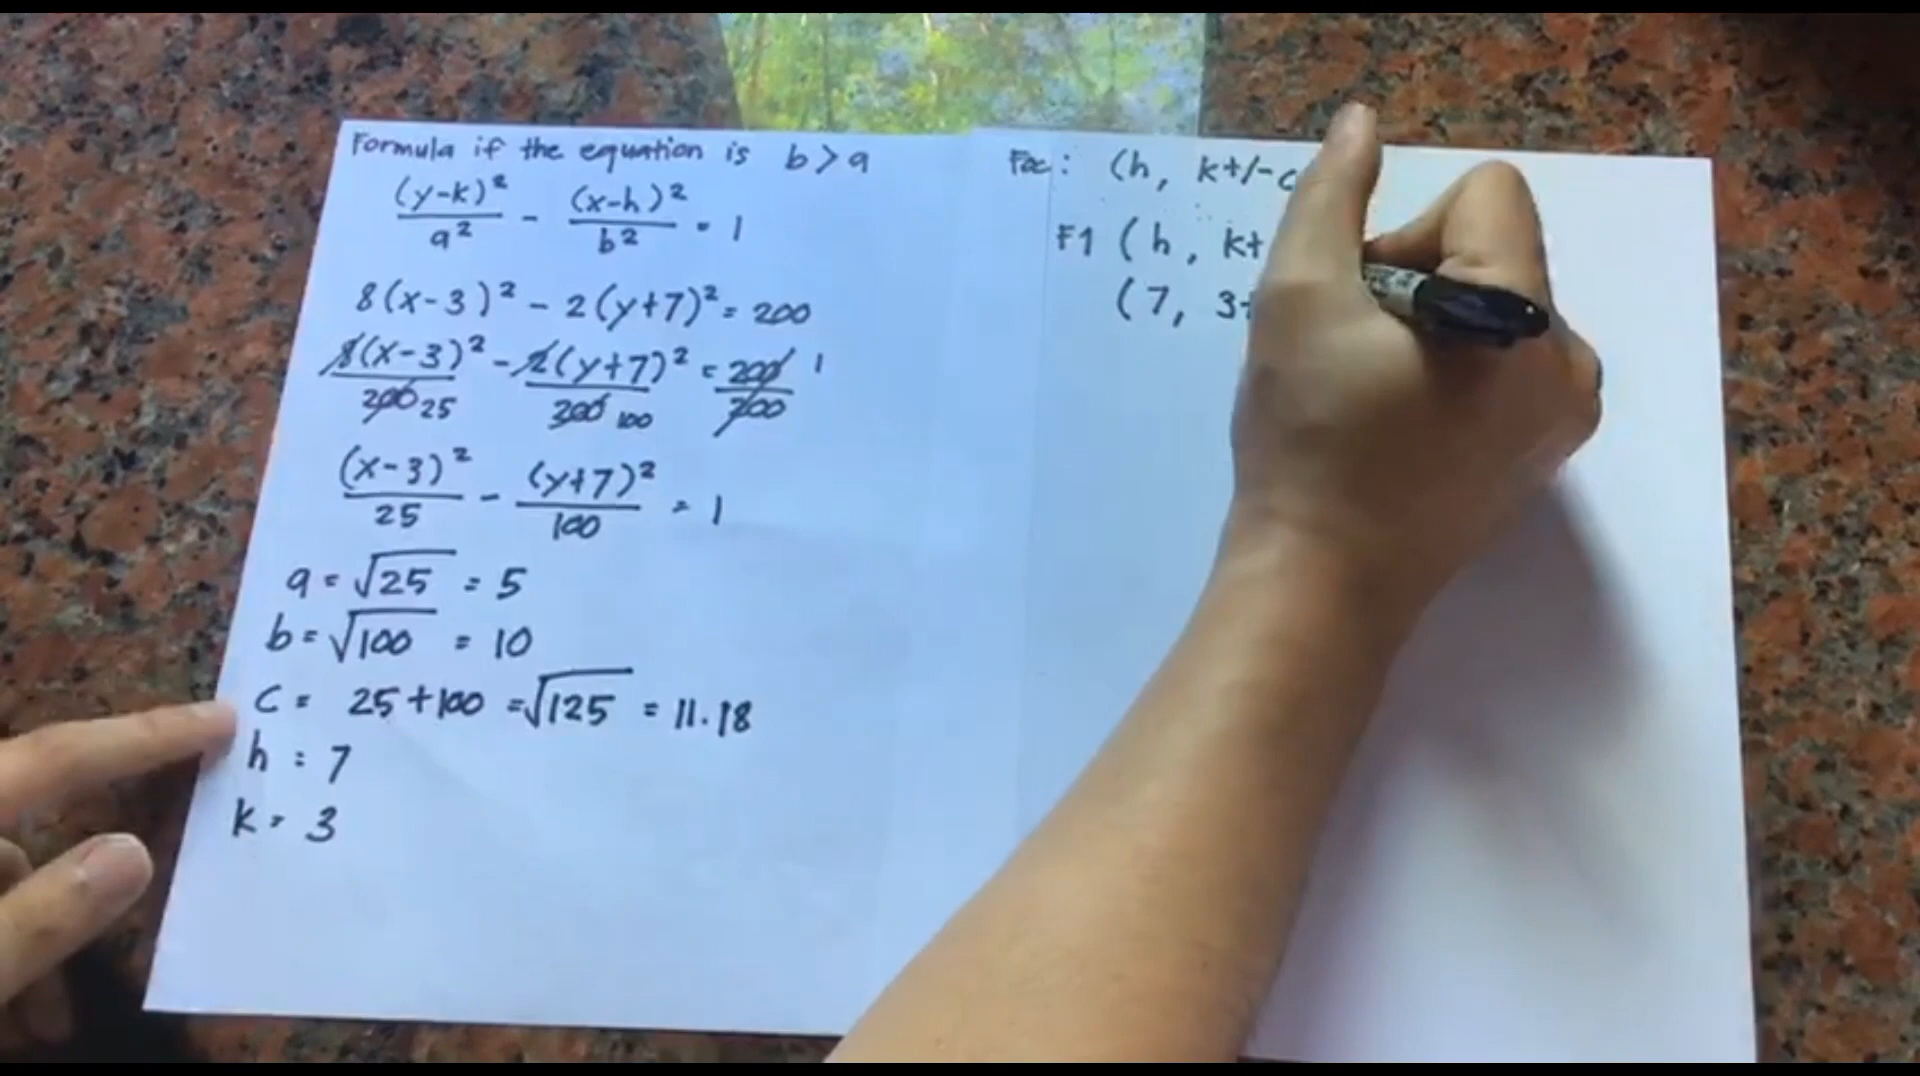 Formula if the equation is b > a
(y-k)²/a² - (x-h)²/b² = 1
8(x-3)² - 2(y+7)² = 200
8(x-3)²/200 25 - 2(y+7)²/200 100 = 200/200 1
(x-3)²/25 - (y+7)²/100 = 1
a = √25 = 5
b = √100 = 10
c = 25+100 = √125 = 11.18
h = 7
k = 3
Foc: (h, k+/-c
F1 (h, k+
(7, 3+